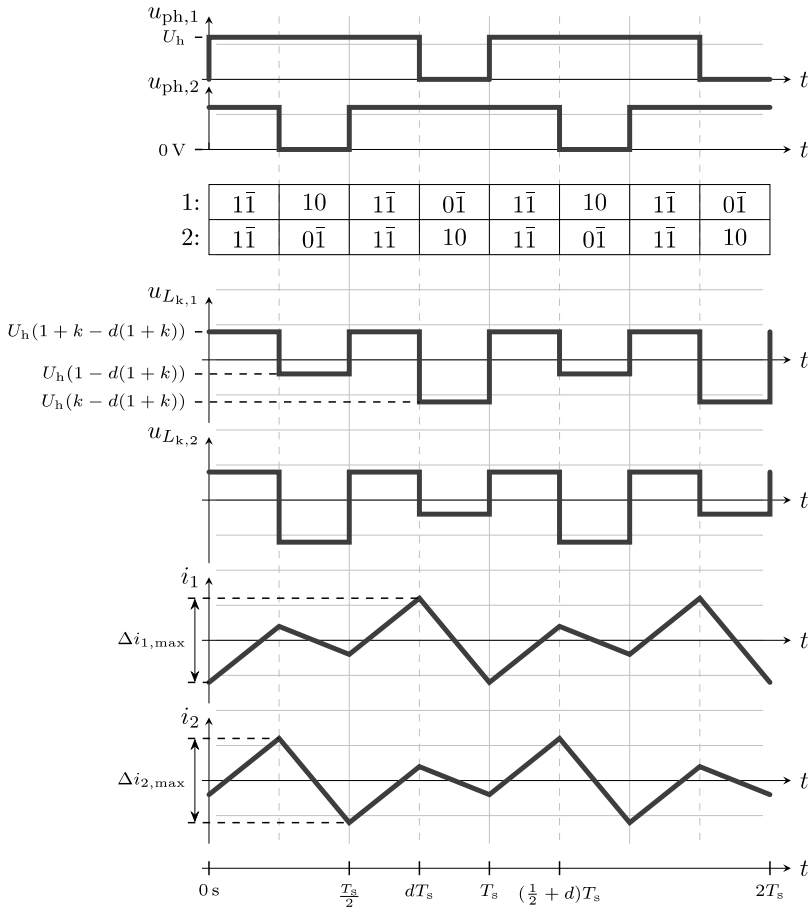 u_ph,1
U_h
t
u_ph,2
0 V
t
1: 11̅ 10 11̅ 01̅ 11̅ 10 11̅ 01̅
2: 11̅ 01̅ 11̅ 10 11̅ 01̅ 11̅ 10
u_L_k,1
U_h(1 + k − d(1 + k))
t
U_h(1 − d(1 + k))
U_h(k − d(1 + k))
u_L_k,2
t
i_1
Δi_1,max
t
i_2
Δi_2,max
t
t
0 s T_s/2 dT_s T_s (1/2 + d)T_s 2T_s